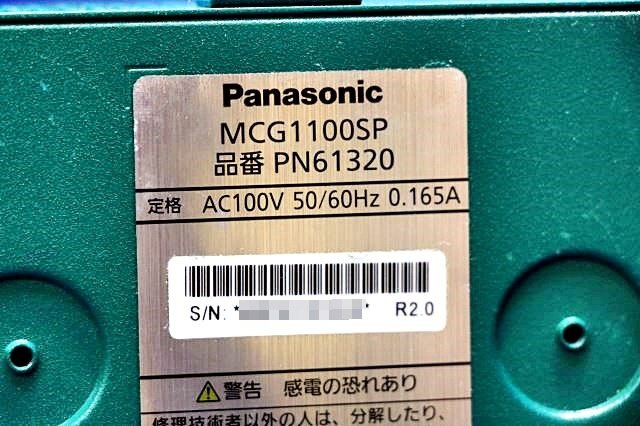 Panasonic
MCG1100SP
品番 PN61320
定格 AC100V 50/60Hz 0.165A
S/N: * * R2.0
警告 感電の恐れあり
修理技術者以外の人は、分解したり、